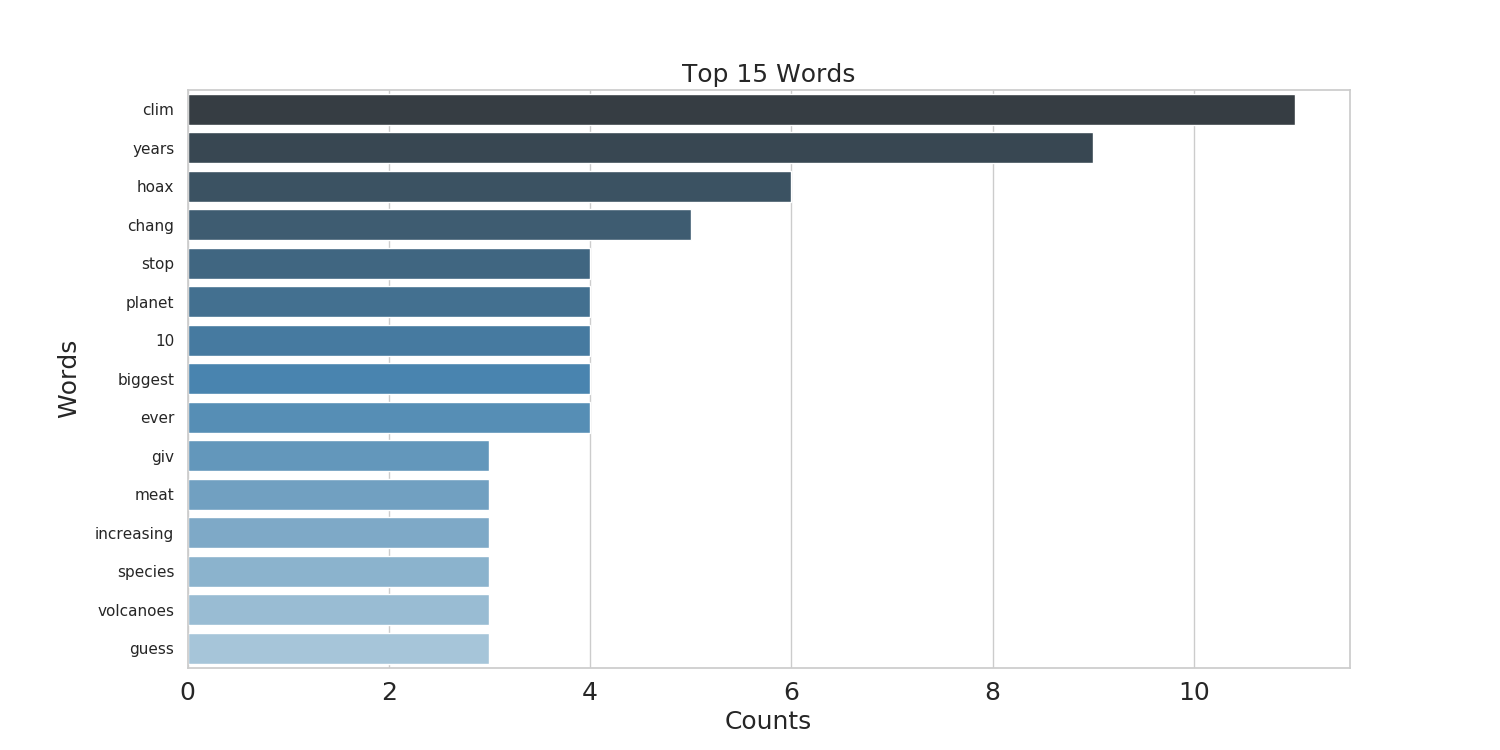 Top 15 Words
clim
years
hoax
chang
stop
planet
10
biggest
ever
giv
meat
increasing
species
volcanoes
guess
Words
0 2 4 6 8 10
Counts